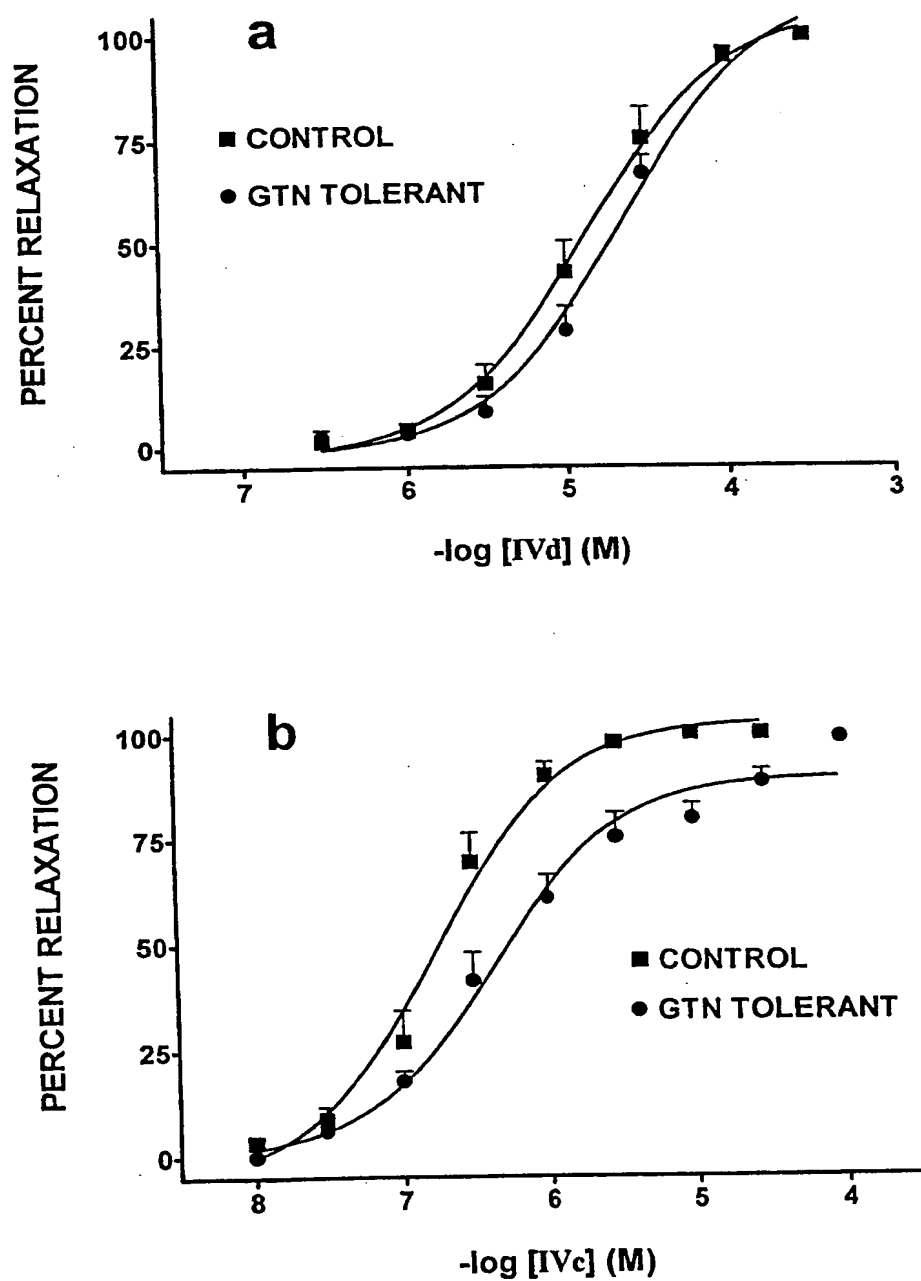 a
PERCENT RELAXATION
100
75
50
25
0
■ CONTROL
● GTN TOLERANT
7 6 5 4 3
-log [IVd] (M)
b
PERCENT RELAXATION
100
75
50
25
0
■ CONTROL
● GTN TOLERANT
8 7 6 5 4
-log [IVc] (M)